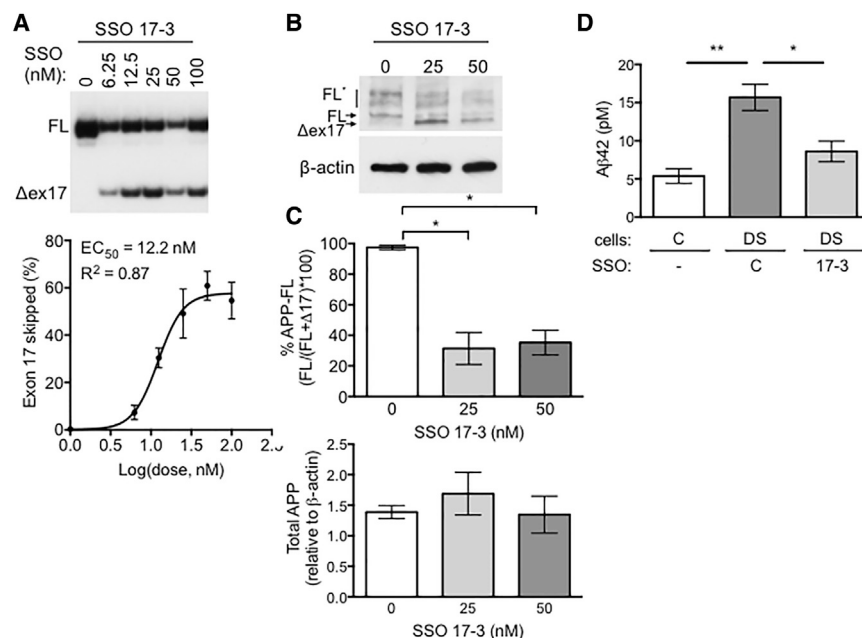 A
SSO 17-3
SSO
(nM):
0 6.25 12.5 25 50 100
FL
Δex17
EC50 = 12.2 nM
R2 = 0.87
Exon 17 skipped (%)
80
60
40
20
0
0.0 0.5 1.0 1.5 2.0 2.5
Log(dose, nM)
B
SSO 17-3
0 25 50
FL*
FL
Δex17
β-actin
C
* 
*
% APP-FL
(FL/(FL+Δ17)*100)
100
80
60
40
20
0
0 25 50
SSO 17-3 (nM)
Total APP
(relative to β-actin)
2.5
2.0
1.5
1.0
0.5
0.0
0 25 50
SSO 17-3 (nM)
D
** *
Aβ42 (pM)
20
15
10
5
0
cells: C DS DS
SSO: - C 17-3